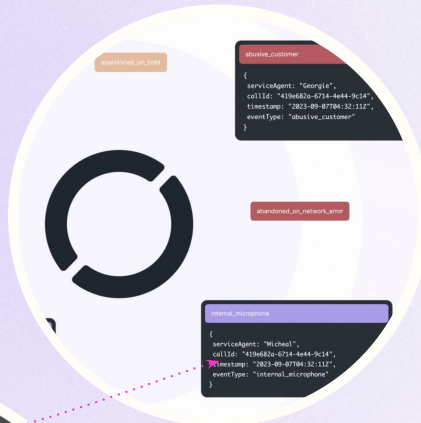 abandoned_on_hold
abusive_customer
{
serviceAgent: "Georgie",
callId: "419e682a-6714-4e44-9c14",
timestamp: "2023-09-07T04:32:11Z",
eventType: "abusive_customer"
}
abandoned_on_network_error
internal_microphone
{
serviceAgent: "Micheal",
callId: "419e682a-6714-4e44-9c14",
timestamp: "2023-09-07T04:32:11Z",
eventType: "internal_microphone"
}